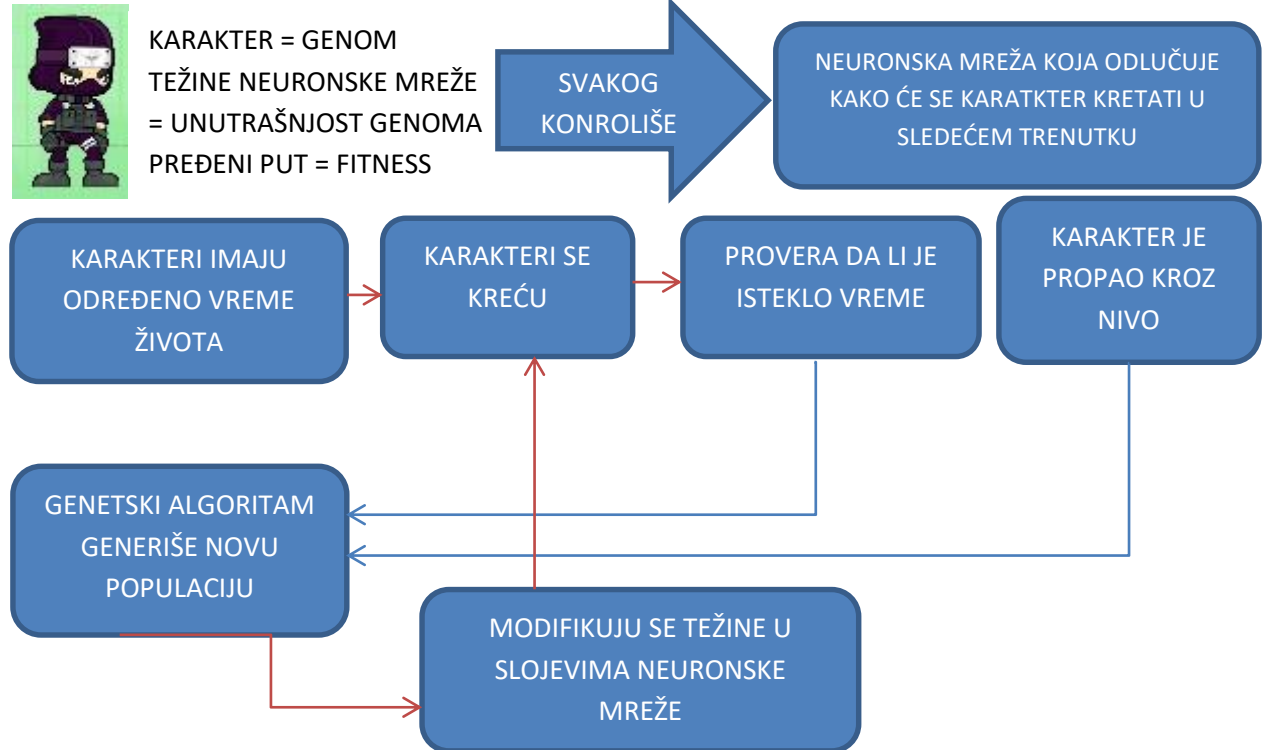 KARAKTER = GENOM
TEŽINE NEURONSKE MREŽE
= UNUTRAŠNJOST GENOMA
PREĐENI PUT = FITNESS
SVAKOG
KONROLIŠE
NEURONSKA MREŽA KOJA ODLUČUJE
KAKO ĆE SE KARATKTER KRETATI U
SLEDEĆEM TRENUTKU
KARAKTERI IMAJU
ODREĐENO VREME
ŽIVOTA
KARAKTERI SE
KREĆU
PROVERA DA LI JE
ISTEKLO VREME
KARAKTER JE
PROPAO KROZ
NIVO
GENETSKI ALGORITAM
GENERIŠE NOVU
POPULACIJU
MODIFIKUJU SE TEŽINE U
SLOJEVIMA NEURONSKE
MREŽE